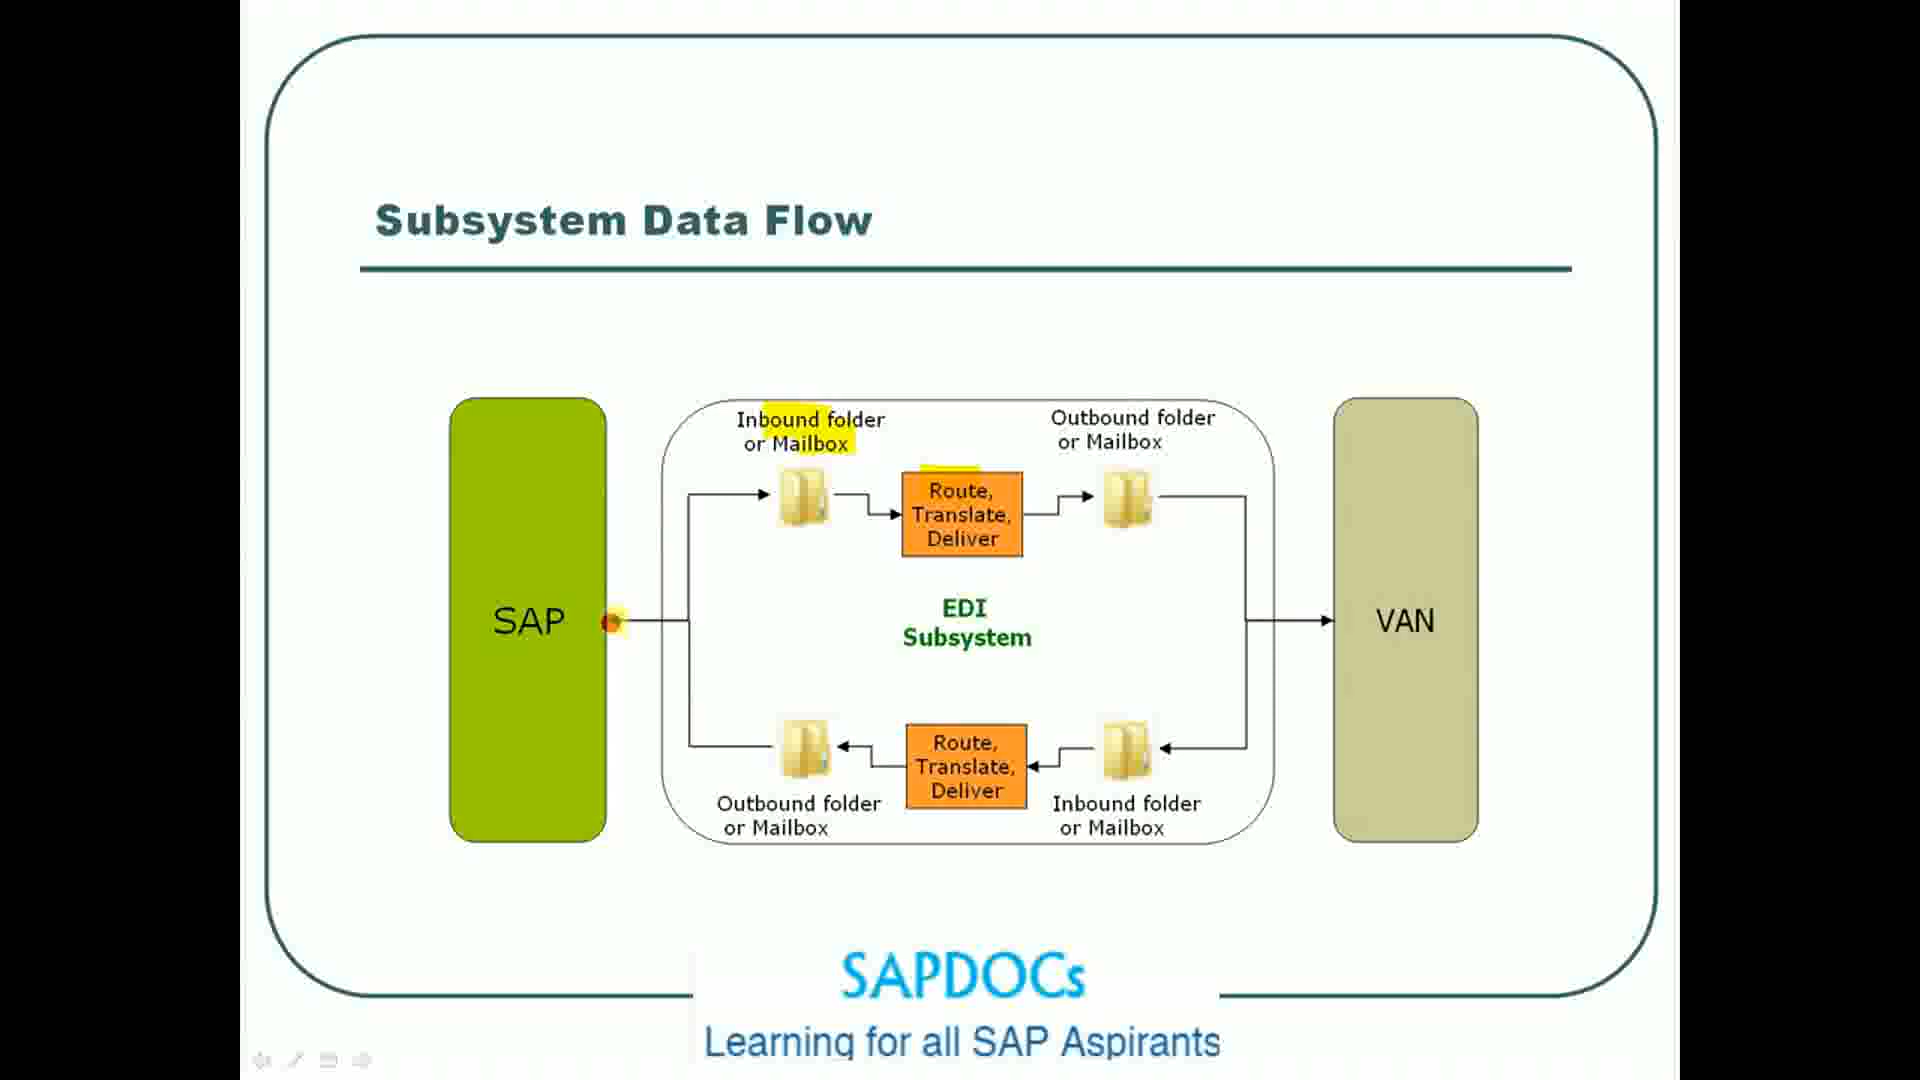 Subsystem Data Flow
Inbound folder
or Mailbox
Outbound folder
or Mailbox
Route,
Translate,
Deliver
SAP
EDI
Subsystem
VAN
Route,
Translate,
Deliver
Outbound folder
or Mailbox
Inbound folder
or Mailbox
SAPDOCs
Learning for all SAP Aspirants